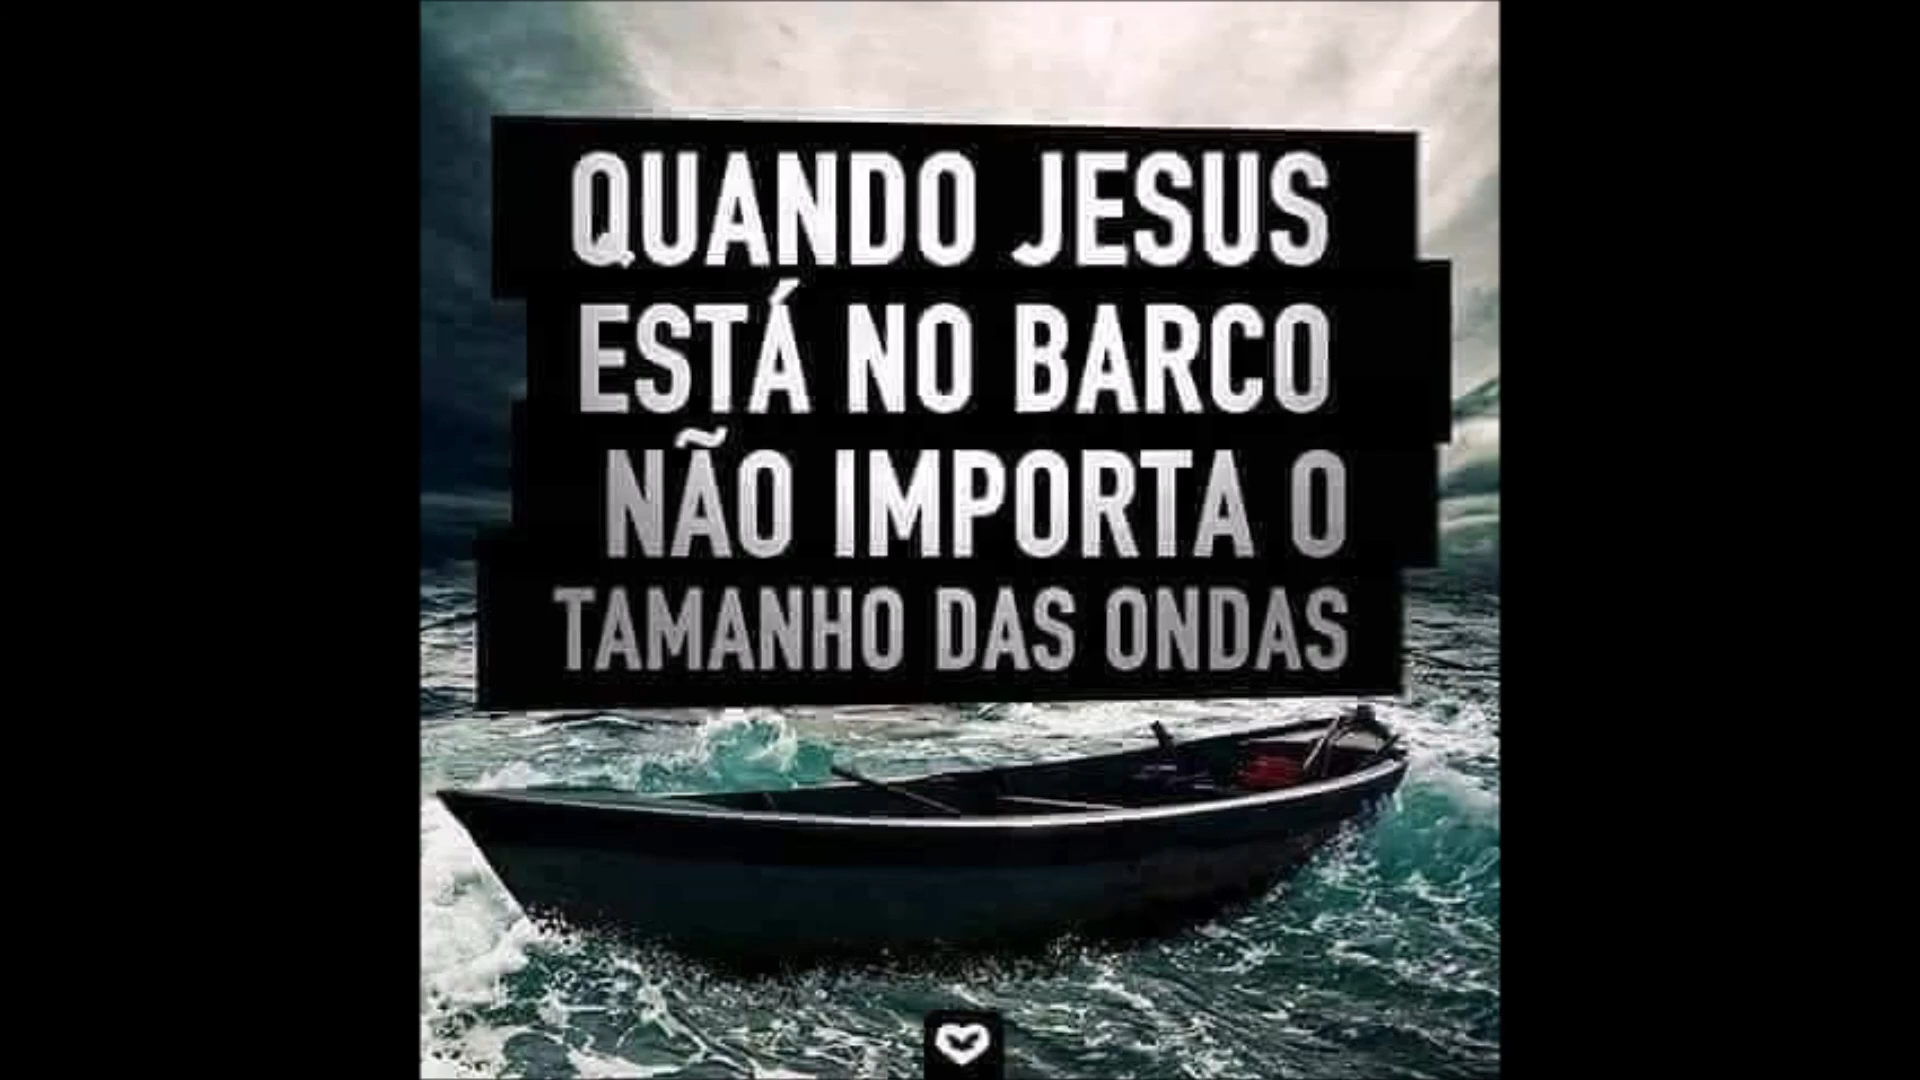 QUANDO JESUS
ESTÁ NO BARCO
NÃO IMPORTA O
TAMANHO DAS ONDAS